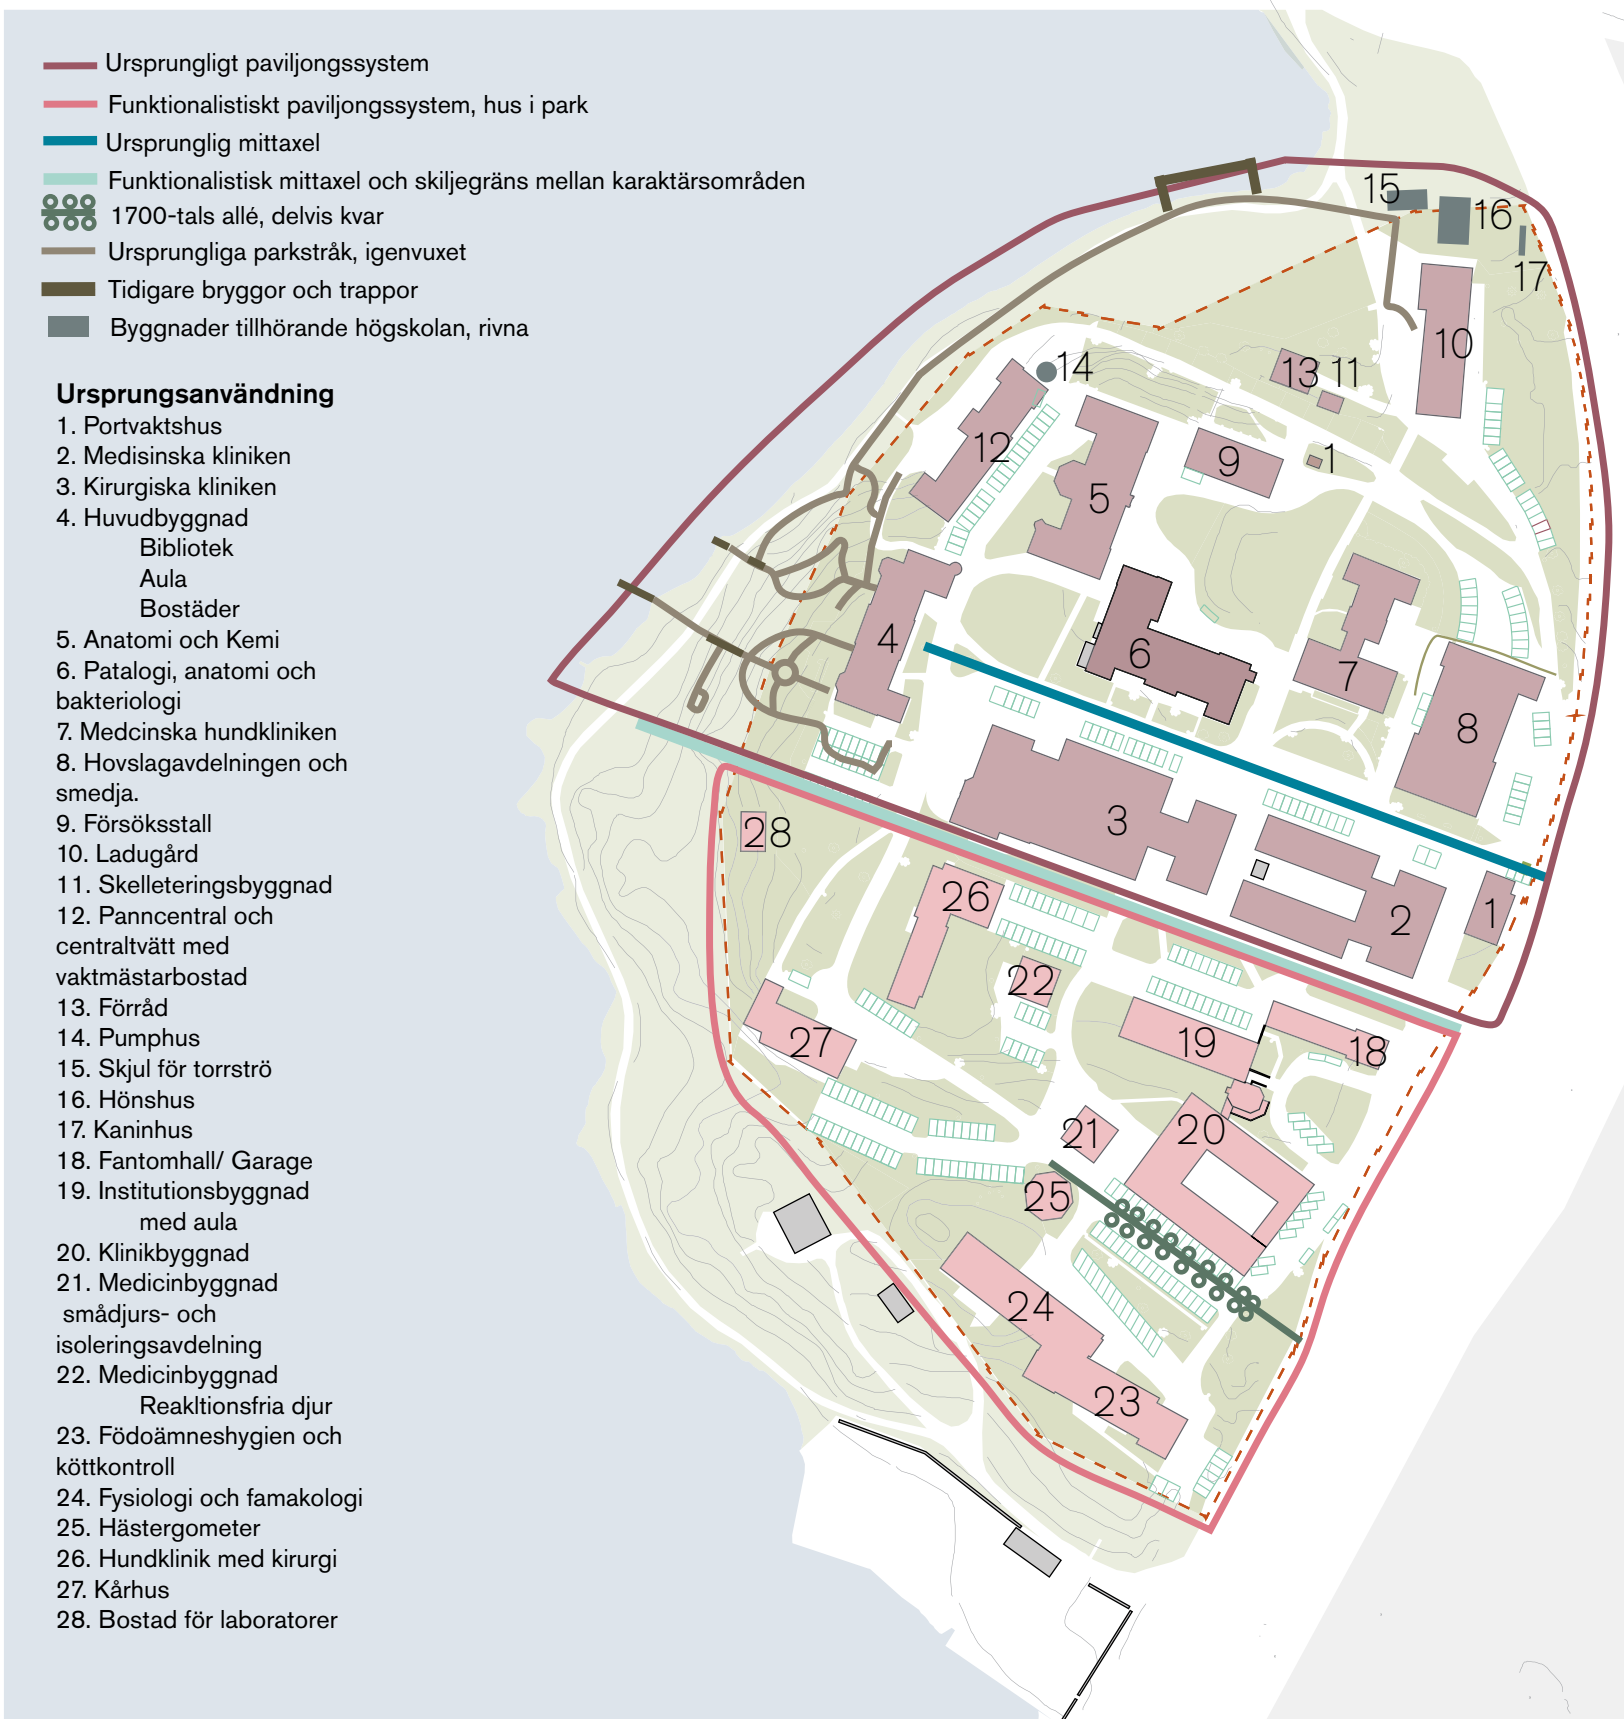 Ursprungligt paviljongssystem
Funktionalistiskt paviljongssystem, hus i park
Ursprunglig mittaxel
Funktionalistisk mittaxel och skiljegräns mellan karaktärsområden
1700-tals allé, delvis kvar
Ursprungliga parkstråk, igenvuxet
Tidigare bryggor och trappor
Byggnader tillhörande högskolan, rivna
Ursprungsanvändning
1. Portvaktshus
2. Medisinska kliniken
3. Kirurgiska kliniken
4. Huvudbyggnad
Bibliotek
Aula
Bostäder
5. Anatomi och Kemi
6. Patalogi, anatomi och
bakteriologi
7. Medcinska hundkliniken
8. Hovslagavdelningen och
smedja.
9. Försöksstall
10. Ladugård
11. Skelleteringsbyggnad
12. Panncentral och
centraltvätt med
vaktmästarbostad
13. Förråd
14. Pumphus
15. Skjul för torrströ
16. Hönshus
17. Kaninhus
18. Fantomhall/ Garage
19. Institutionsbyggnad
med aula
20. Klinikbyggnad
21. Medicinbyggnad
smådjurs- och
isoleringsavdelning
22. Medicinbyggnad
Reakltionsfria djur
23. Födoämneshygien och
köttkontroll
24. Fysiologi och famakologi
25. Hästergometer
26. Hundklinik med kirurgi
27. Kårhus
28. Bostad för laboratorer
15
16
17
10
14
13 11
12
9
1
5
4
6
7
8
3
28
2
1
26
22
27
19
18
21
20
25
24
23